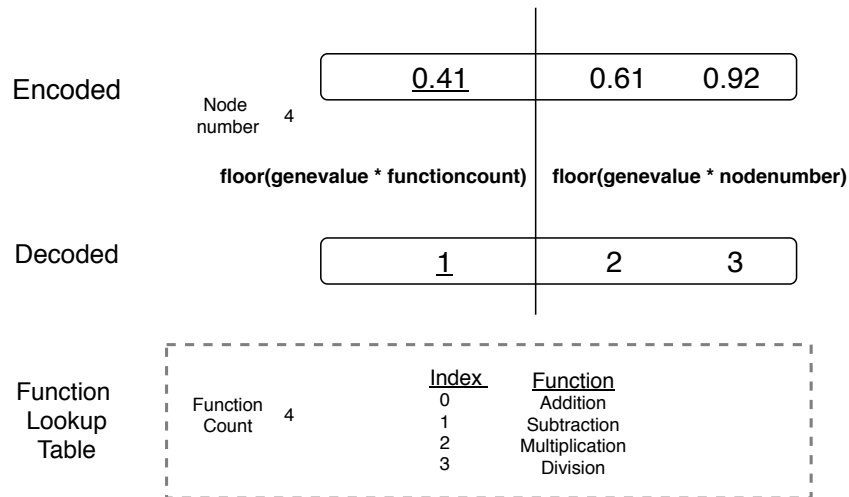 Encoded
0.41 0.61 0.92
Node
number 4
floor(genevalue * functioncount) floor(genevalue * nodenumber)
Decoded
1 2 3
Function
Lookup
Table
Function
Count 4
Index Function
0 Addition
1 Subtraction
2 Multiplication
3 Division